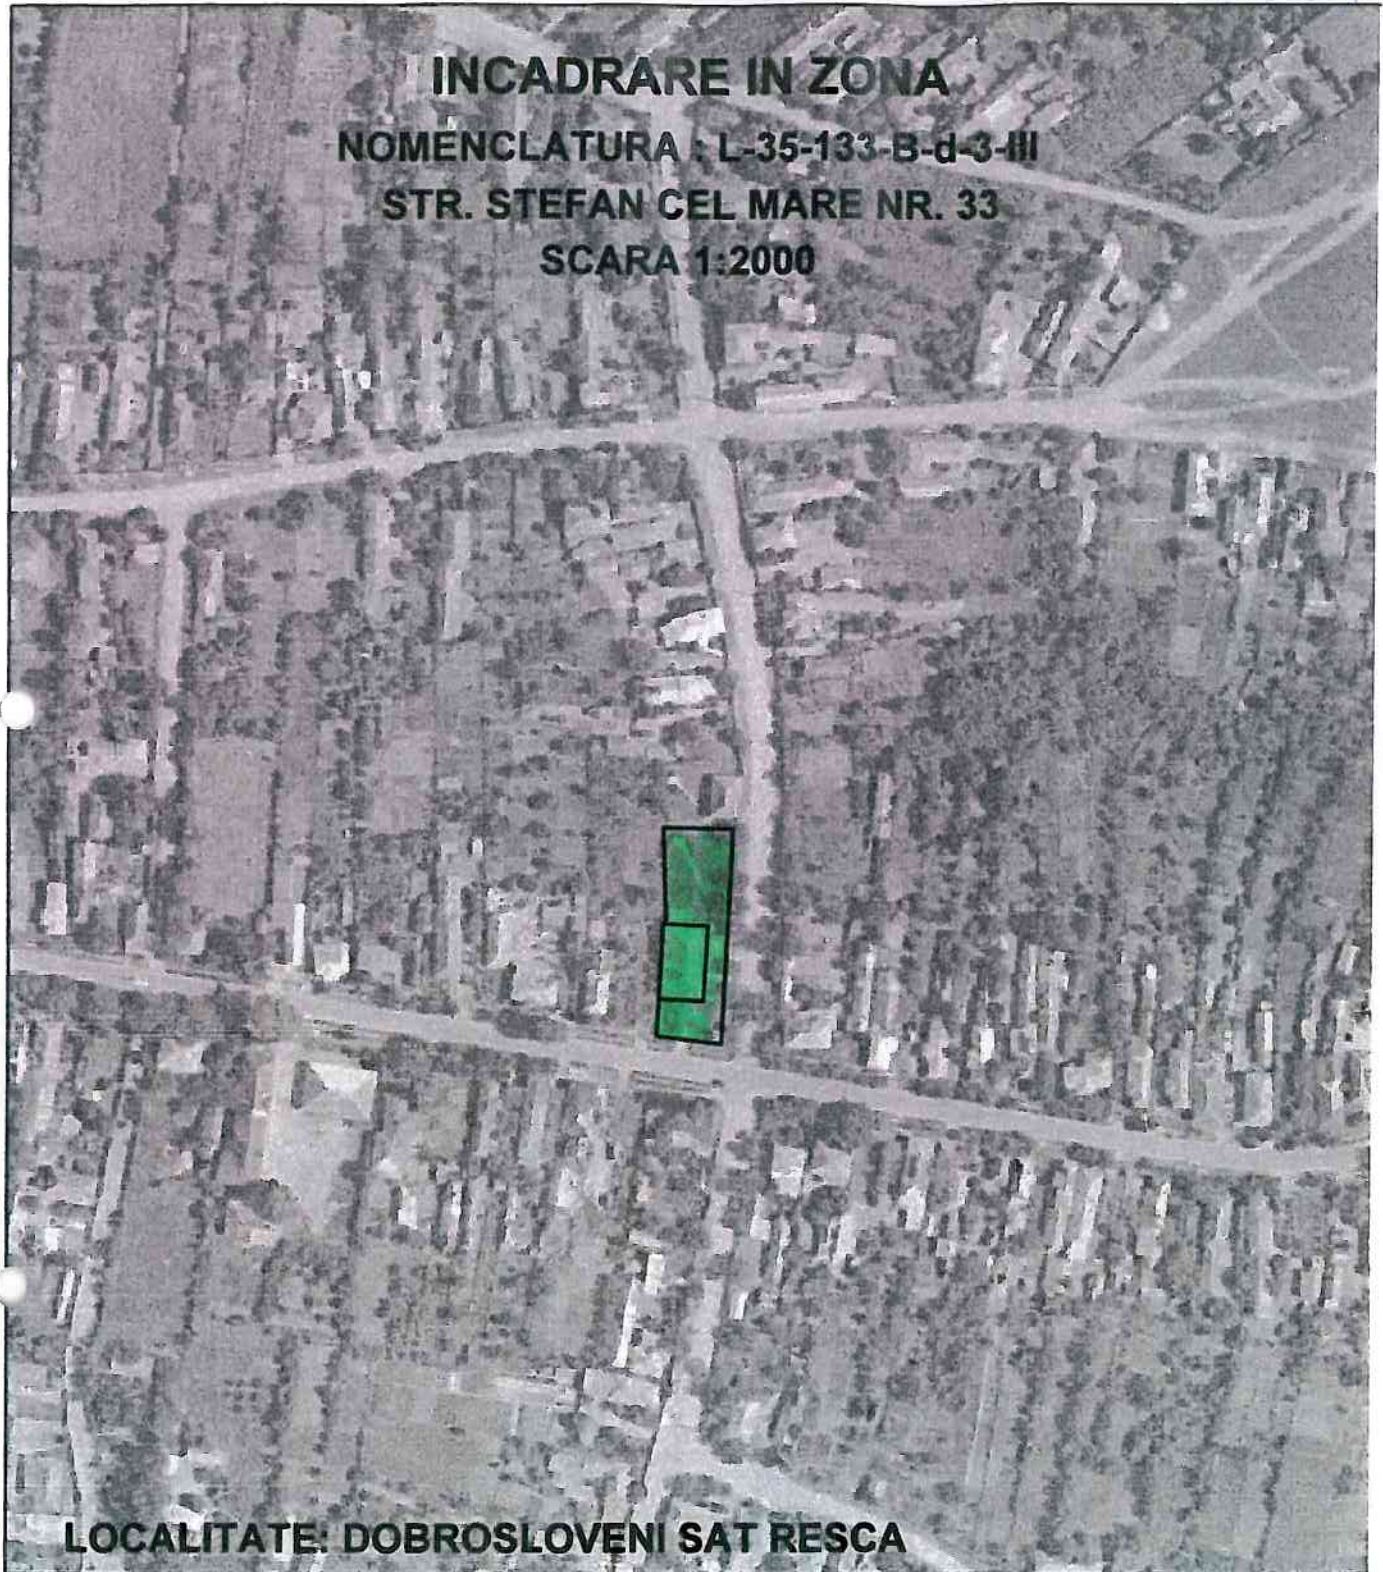 INCADRARE IN ZONA
NOMENCLATURA : L-35-133-B-d-3-III
STR. STEFAN CEL MARE NR. 33
SCARA 1:2000
LOCALITATE: DOBROSLOVENI SAT RESCA